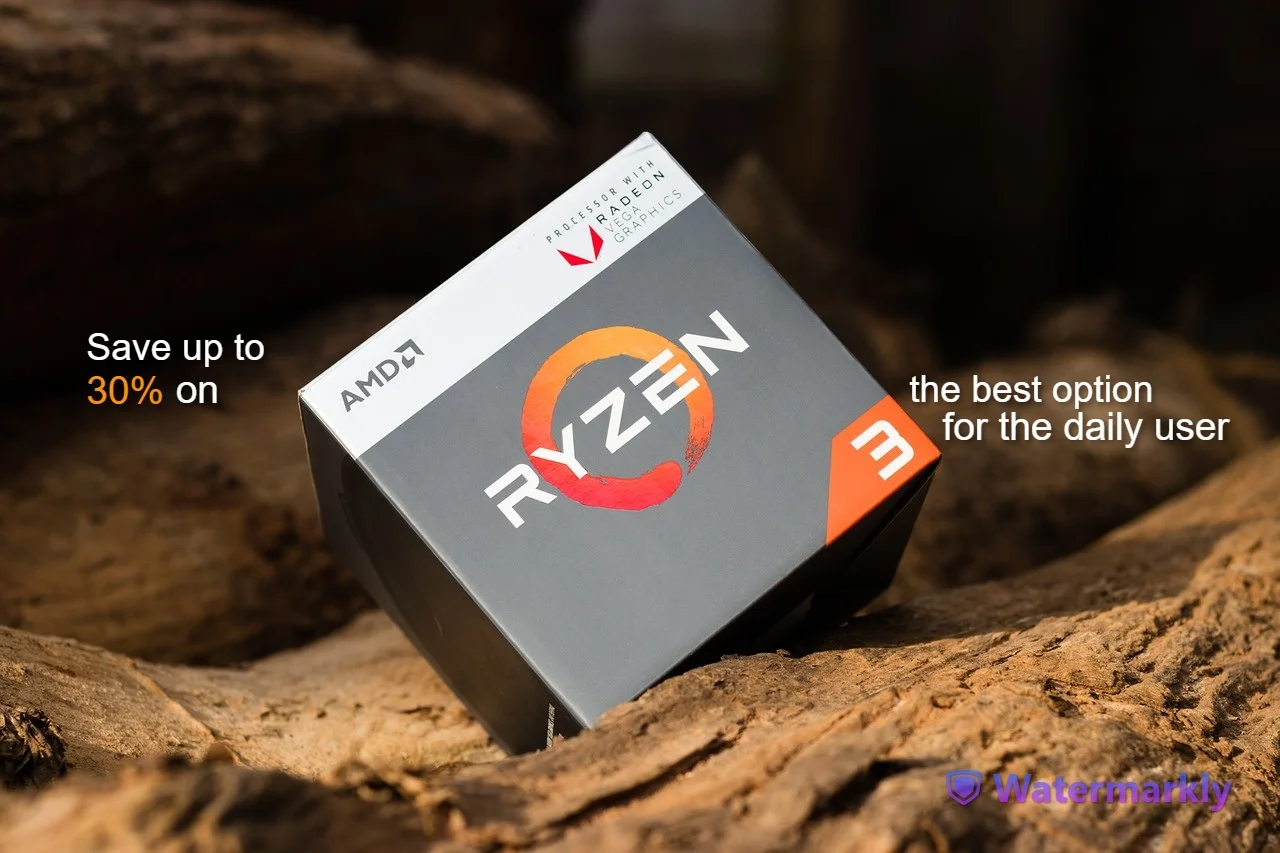 Save up to
30% on
AMD
PROCESSOR WITH
RADEON
VEGA
GRAPHICS
RYZEN
3
the best option
for the daily user
Watermarkly